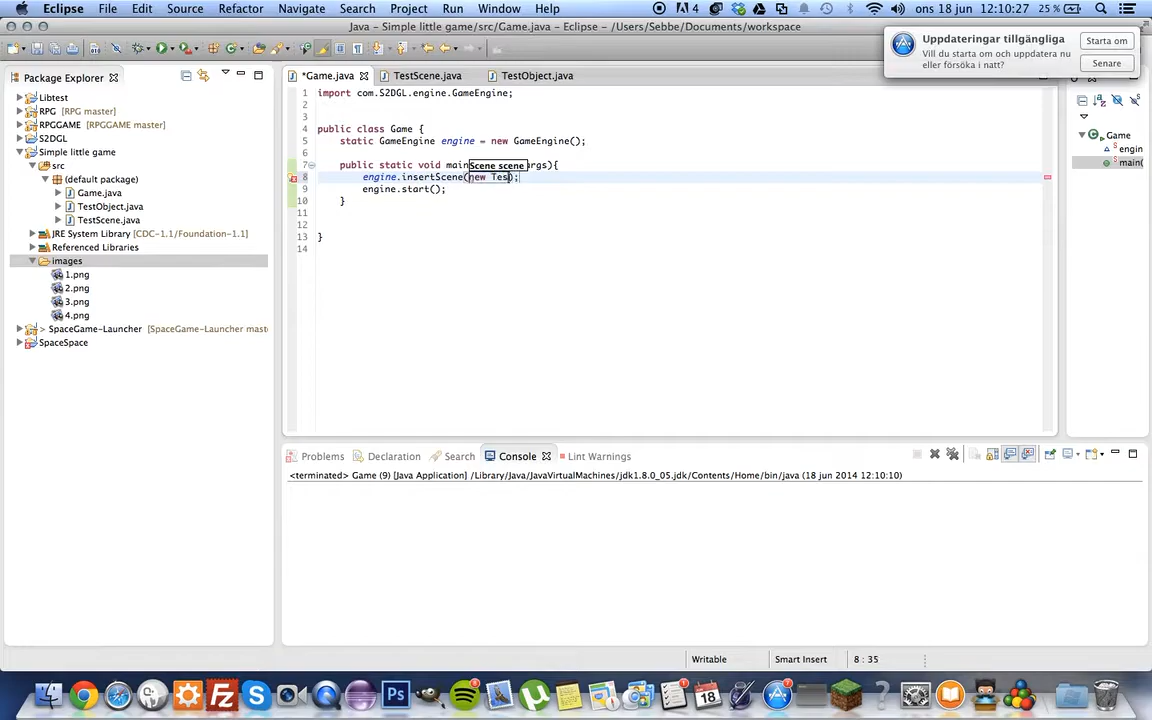 Eclipse File Edit Source Refactor Navigate Search Project Run Window Help 4 ons 18 jun 12:10:27 25 %
Java - Simple little game/src/Game.java - Eclipse - /Users/Sebbe/Documents/workspace
Uppdateringar tillgängliga
Vill du starta om och uppdatera nu
eller försöka i natt?
Starta om
Senare
Package Explorer
Libtest
RPG [RPG master]
RPGGAME [RPGGAME master]
S2DGL
Simple little game
src
(default package)
Game.java
TestObject.java
TestScene.java
JRE System Library [CDC-1.1/Foundation-1.1]
Referenced Libraries
images
1.png
2.png
3.png
4.png
> SpaceGame-Launcher [SpaceGame-Launcher mast
SpaceSpace
*Game.java TestScene.java TestObject.java
1 import com.S2DGL.engine.GameEngine;
2
3
4 public class Game {
5 static GameEngine engine = new GameEngine();
6
7 public static void main Scene scene rgs){
8 engine.insertScene(new Tes);
9 engine.start();
10 }
11
12
13 }
14
Game
engin
main(
Problems Declaration Search Console Lint Warnings
<terminated> Game (9) [Java Application] /Library/Java/JavaVirtualMachines/jdk1.8.0_05.jdk/Contents/Home/bin/java (18 jun 2014 12:10:10)
Writable Smart Insert 8 : 35